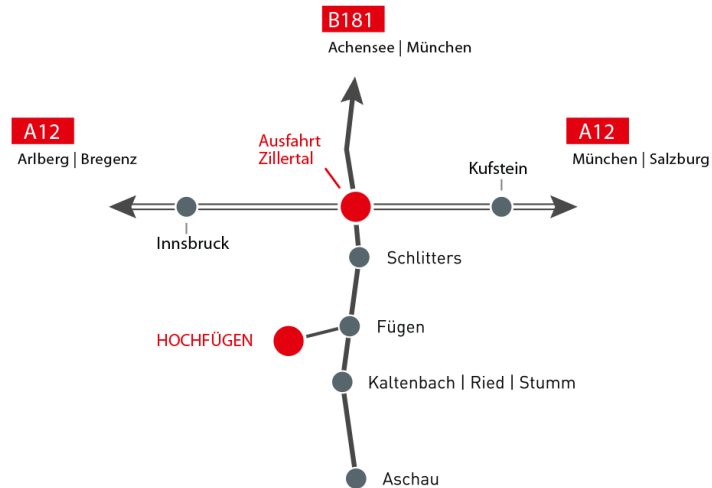 B181
Achensee | München
A12
Arlberg | Bregenz
Ausfahrt
Zillertal
A12
München | Salzburg
Kufstein
Innsbruck
Schlitters
Fügen
HOCHFÜGEN
Kaltenbach | Ried | Stumm
Aschau